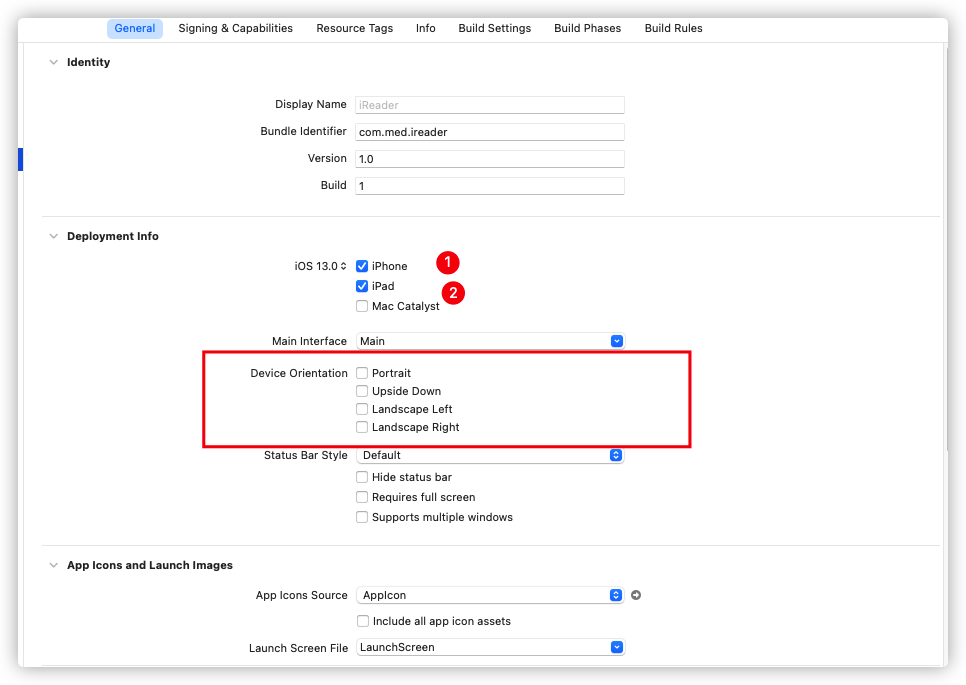 General Signing & Capabilities Resource Tags Info Build Settings Build Phases Build Rules
Identity
Display Name iReader
Bundle Identifier com.med.ireader
Version 1.0
Build 1
Deployment Info
iOS 13.0 iPhone 1
iPad 2
Mac Catalyst
Main Interface Main
Device Orientation Portrait
Upside Down
Landscape Left
Landscape Right
Status Bar Style Default
Hide status bar
Requires full screen
Supports multiple windows
App Icons and Launch Images
App Icons Source AppIcon
Include all app icon assets
Launch Screen File LaunchScreen